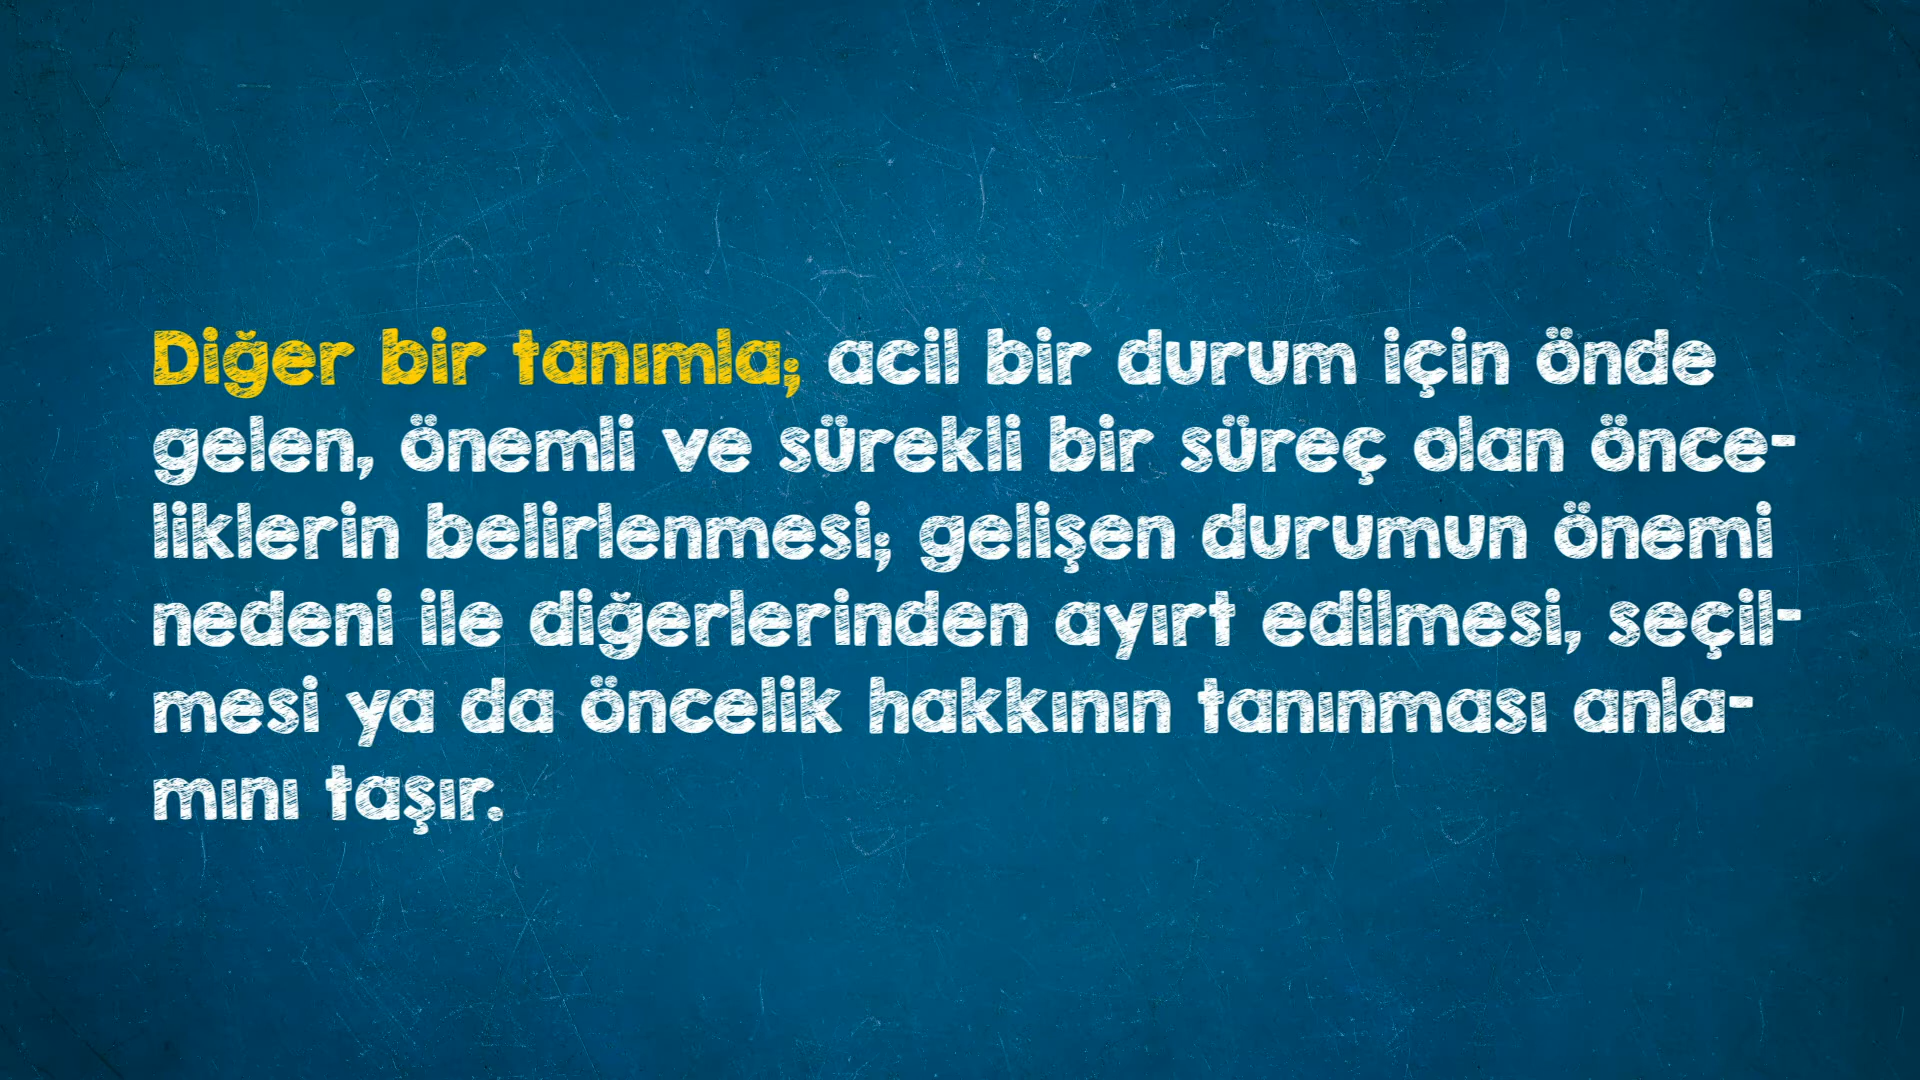 Diğer bir tanımla; acil bir durum için önde
gelen, önemli ve sürekli bir süreç olan önce-
liklerin belirlenmesi; gelişen durumun önemi
nedeni ile diğerlerinden ayırt edilmesi, seçil-
mesi ya da öncelik hakkının tanınması anla-
mını taşır.